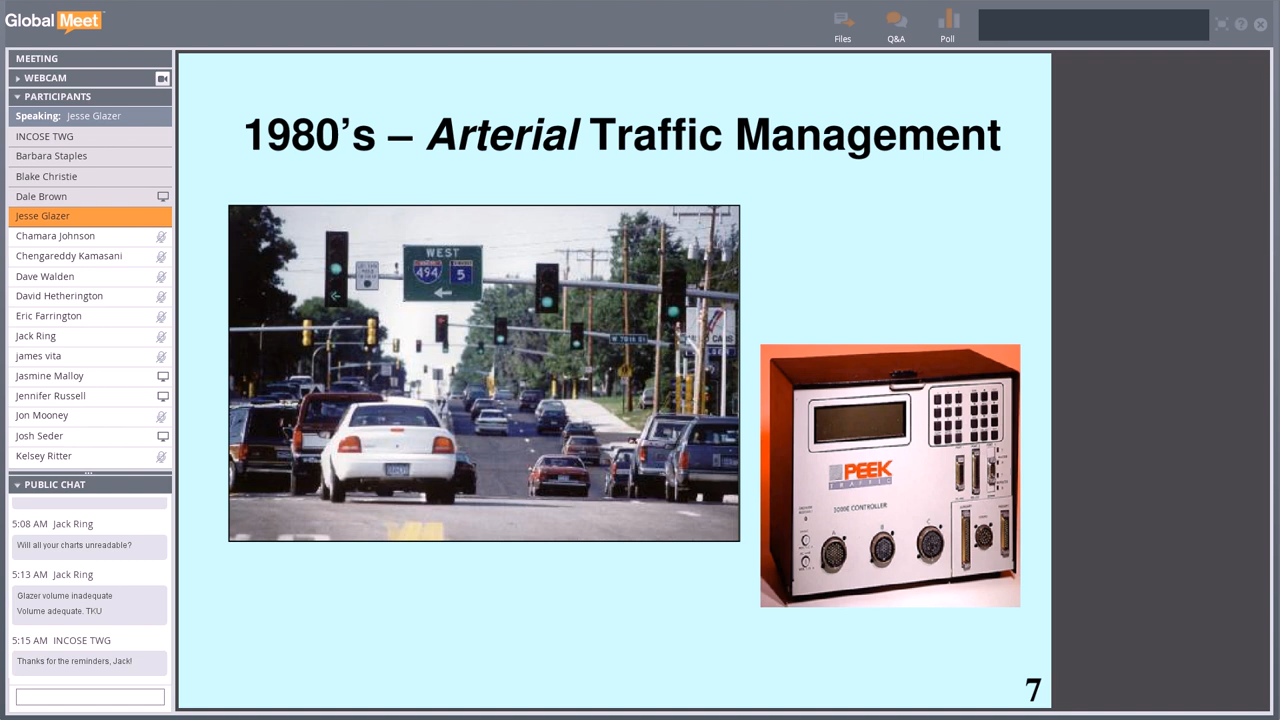 Global Meet
Files
Q&A
Poll
MEETING
WEBCAM
PARTICIPANTS
Speaking: Jesse Glazer
INCOSE TWG
Barbara Staples
Blake Christie
Dale Brown
Jesse Glazer
Chamara Johnson
Chengareddy Kamasani
Dave Walden
David Hetherington
Eric Farrington
Jack Ring
James vita
Jasmine Malloy
Jennifer Russell
Jon Mooney
Josh Seder
Kelsey Ritter
PUBLIC CHAT
5:08 AM Jack Ring
Will all your charts unreadable?
5:13 AM Jack Ring
Glazer volume inadequate
Volume adequate. TKU
5:15 AM INCOSE TWG
Thanks for the reminders, Jack!
1980’s – Arterial Traffic Management
WEST
494
5
W 78th St
PEEK
TRAFFIC
3000E CONTROLLER
A
B
C
7